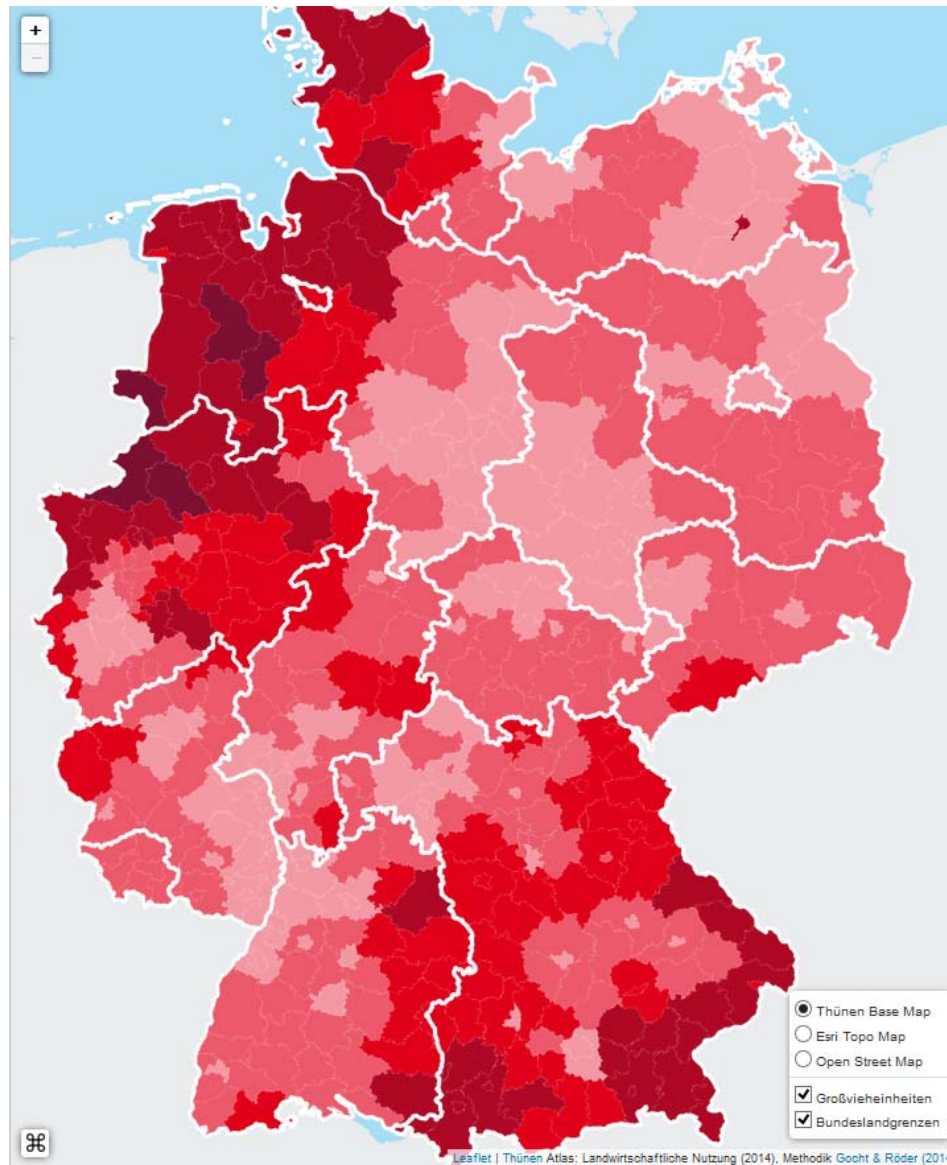 +
−
Thünen Base Map
Esri Topo Map
Open Street Map
Großvieheinheiten
Bundeslandgrenzen
⌘
Leaflet | Thünen Atlas: Landwirtschaftliche Nutzung (2014), Methodik Gocht & Röder (201